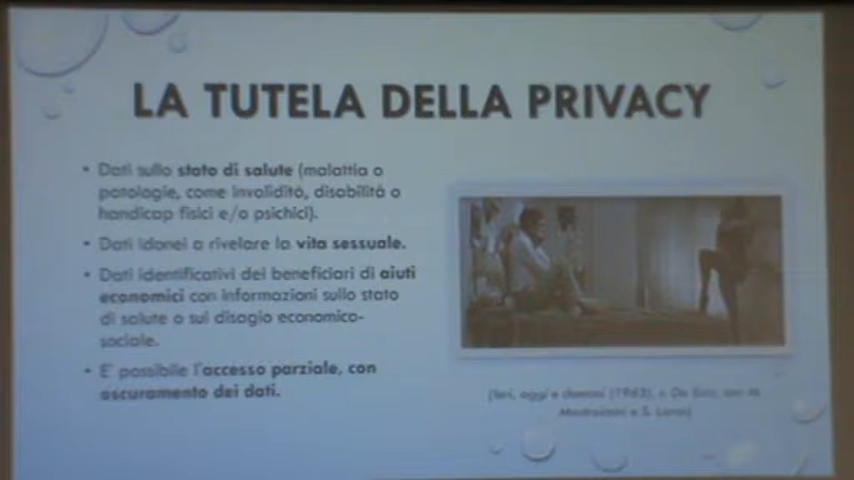 LA TUTELA DELLA PRIVACY
• Dati sullo stato di salute (malattia o
patologie, come invalidità, disabilità o
handicap fisici e/o psichici).
• Dati idonei a rivelare la vita sessuale.
• Dati identificativi dei beneficiari di aiuti
economici con informazioni sullo stato
di salute o sul disagio economico-
sociale.
• E' possibile l'accesso parziale, con
oscuramento dei dati.
(Ieri, oggi e domani (1963), r. De Sica, con M.
Mastroianni e S. Loren)